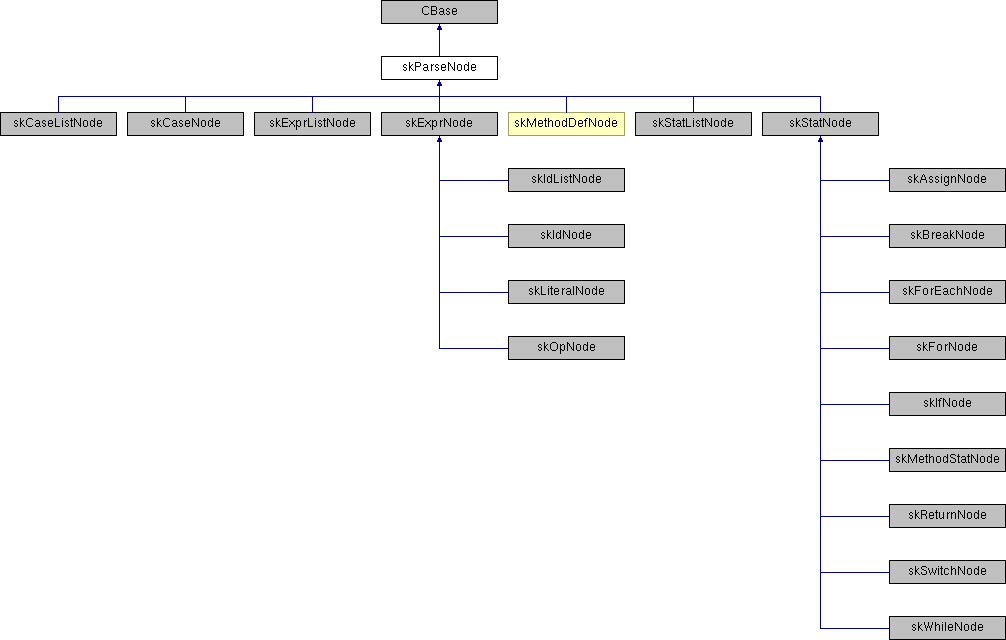 CBase
skParseNode
skCaseListNode
skCaseNode
skExprListNode
skExprNode
skMethodDefNode
skStatListNode
skStatNode
skIdListNode
skAssignNode
skIdNode
skBreakNode
skLiteralNode
skForEachNode
skOpNode
skForNode
skIfNode
skMethodStatNode
skReturnNode
skSwitchNode
skWhileNode